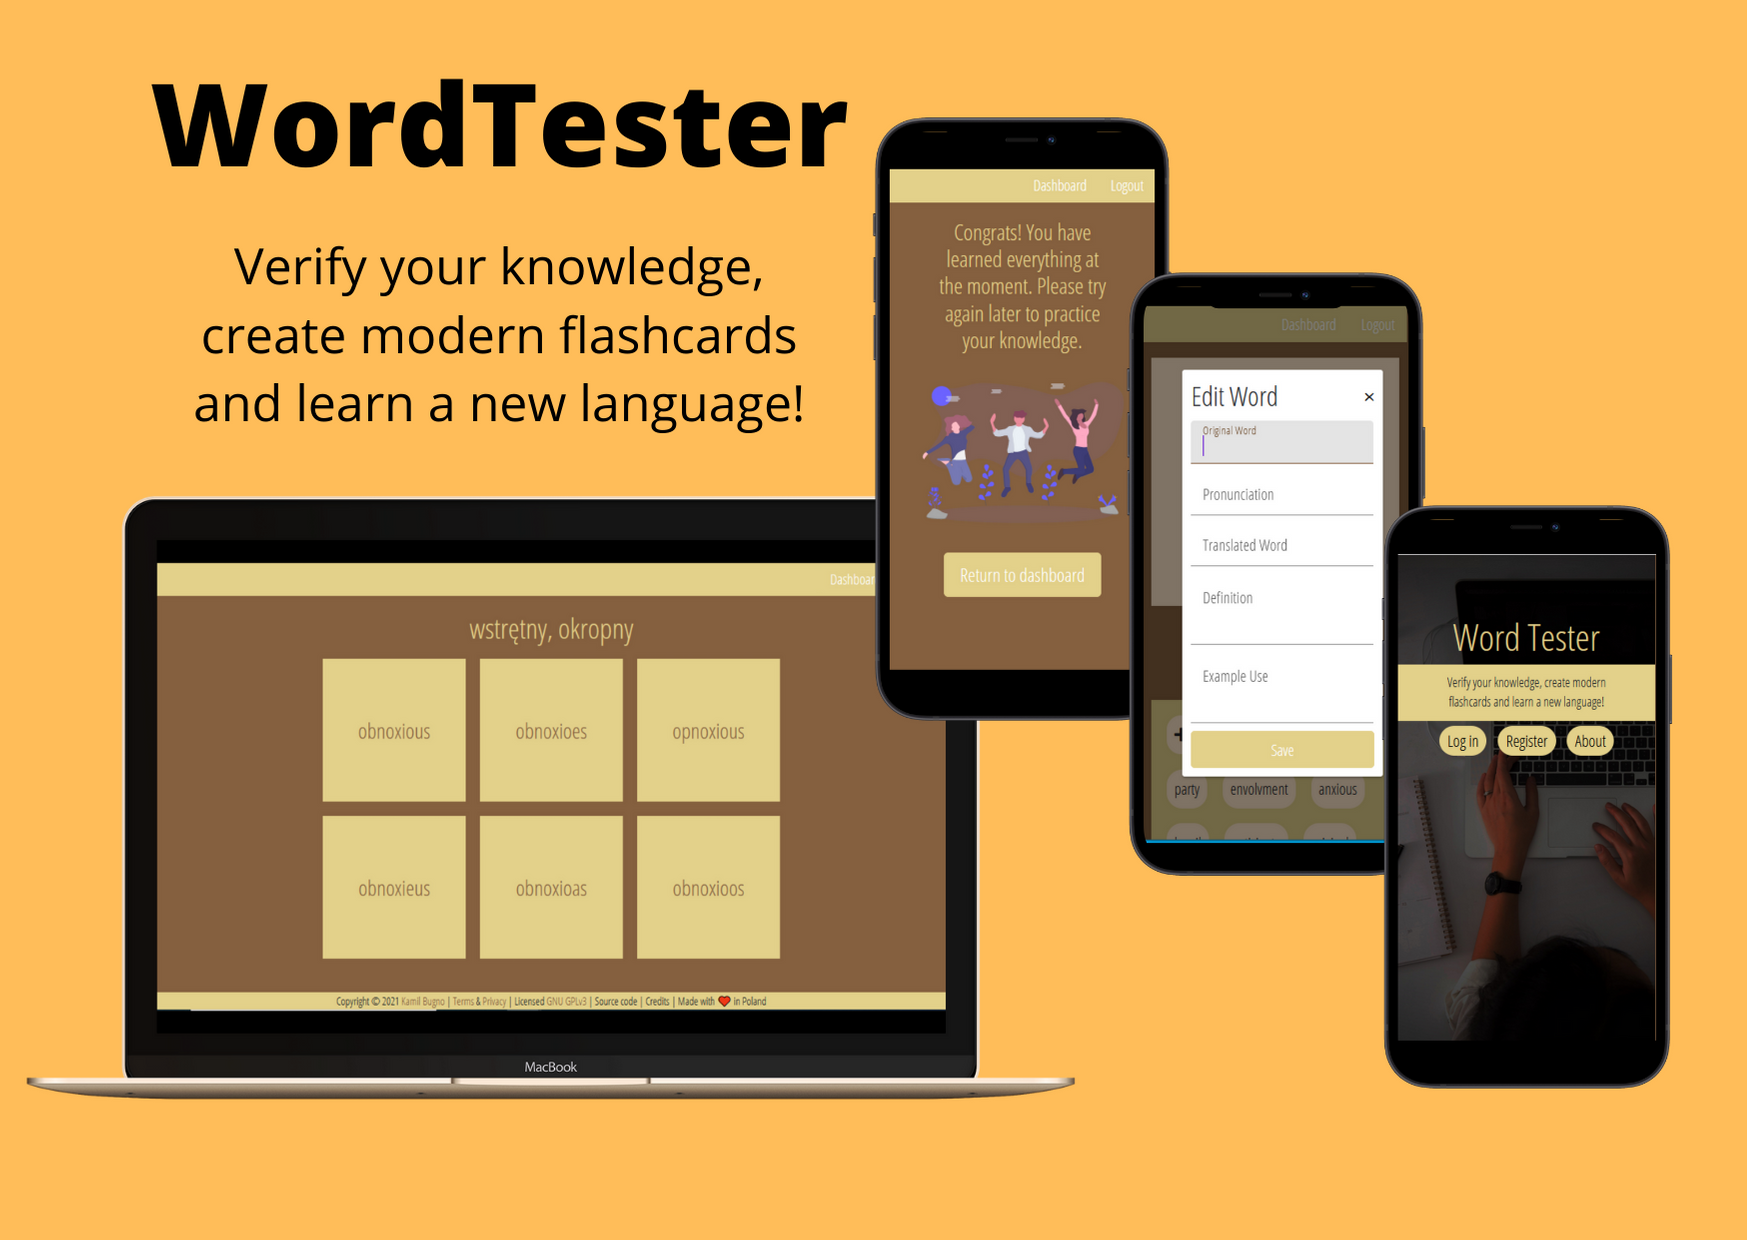 WordTester
Verify your knowledge,
create modern flashcards
and learn a new language!
Dashboard Logout
Congrats! You have
learned everything at
the moment. Please try
again later to practice
your knowledge.
Return to dashboard
Dashboard Logout
Edit Word ×
Original Word
Pronunciation
Translated Word
Definition
Example Use
Save
+
party envolvment anxious
Word Tester
Verify your knowledge, create modern
flashcards and learn a new language!
Log in Register About
Dashboar
wstrętny, okropny
obnoxious obnoxioes opnoxious
obnoxieus obnoxioas obnoxioos
Copyright © 2021 Kamil Bugno | Terms & Privacy | Licensed GNU GPLv3 | Source code | Credits | Made with ❤ in Poland
MacBook